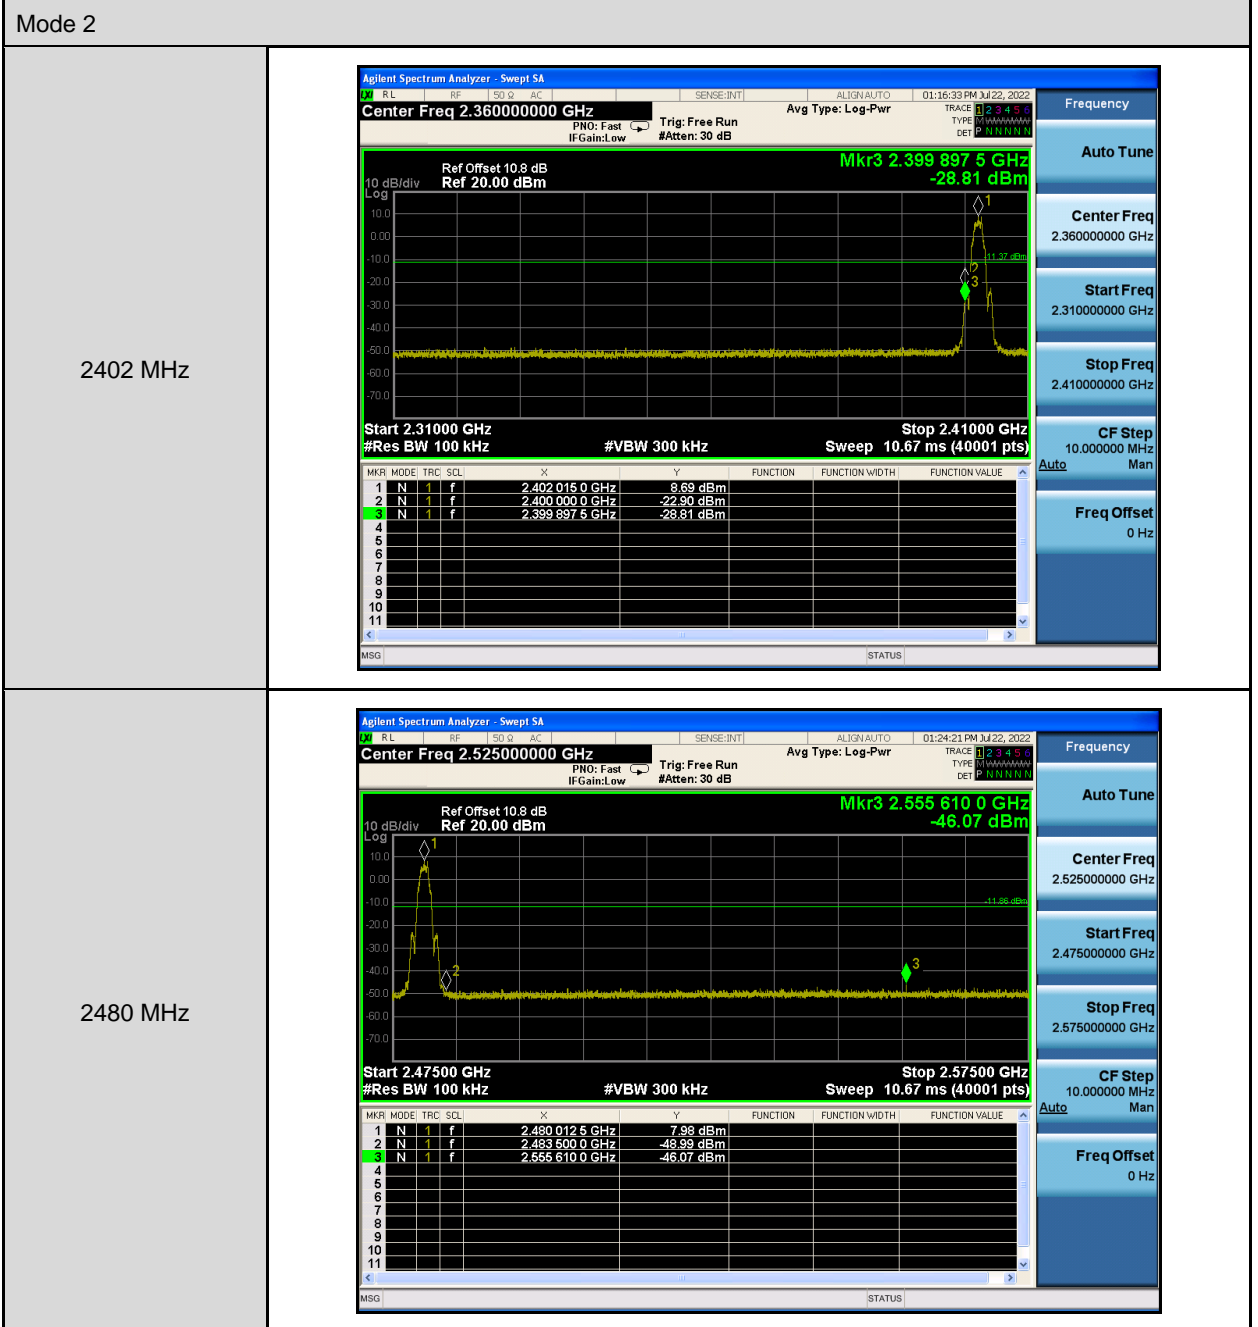 Mode 2
2402 MHz
Agilent Spectrum Analyzer - Swept SA
LXI RL RF 50 Ω AC SENSE:INT ALIGN AUTO 01:16:33 PM Jul 22, 2022
Center Freq 2.360000000 GHz
PNO: Fast
IFGain:Low
Trig: Free Run
#Atten: 30 dB
Avg Type: Log-Pwr
TRACE 1 2 3 4 5 6
TYPE M
DET P N N N N N
Frequency
Auto Tune
Center Freq
2.360000000 GHz
Start Freq
2.310000000 GHz
Stop Freq
2.410000000 GHz
CF Step
10.000000 MHz
Auto Man
Freq Offset
0 Hz
Mkr3 2.399 897 5 GHz
-28.81 dBm
Ref Offset 10.8 dB
10 dB/div Ref 20.00 dBm
Log
10.0
0.00
-10.0
-20.0
-30.0
-40.0
-50.0
-60.0
-70.0
1
-11.37 dBm
2
3
Start 2.31000 GHz Stop 2.41000 GHz
#Res BW 100 kHz #VBW 300 kHz Sweep 10.67 ms (40001 pts)
MKR MODE TRC SCL X Y FUNCTION FUNCTION WIDTH FUNCTION VALUE
1 N 1 f 2.402 015 0 GHz 8.69 dBm
2 N 1 f 2.400 000 0 GHz -22.90 dBm
3 N 1 f 2.399 897 5 GHz -28.81 dBm
4
5
6
7
8
9
10
11
MSG STATUS
2480 MHz
Agilent Spectrum Analyzer - Swept SA
LXI RL RF 50 Ω AC SENSE:INT ALIGN AUTO 01:24:21 PM Jul 22, 2022
Center Freq 2.525000000 GHz
PNO: Fast
IFGain:Low
Trig: Free Run
#Atten: 30 dB
Avg Type: Log-Pwr
TRACE 1 2 3 4 5 6
TYPE M
DET P N N N N N
Frequency
Auto Tune
Center Freq
2.525000000 GHz
Start Freq
2.475000000 GHz
Stop Freq
2.575000000 GHz
CF Step
10.000000 MHz
Auto Man
Freq Offset
0 Hz
Mkr3 2.555 610 0 GHz
-46.07 dBm
Ref Offset 10.8 dB
10 dB/div Ref 20.00 dBm
Log
10.0
0.00
-10.0
-20.0
-30.0
-40.0
-50.0
-60.0
-70.0
1
-11.86 dBm
2
3
Start 2.47500 GHz Stop 2.57500 GHz
#Res BW 100 kHz #VBW 300 kHz Sweep 10.67 ms (40001 pts)
MKR MODE TRC SCL X Y FUNCTION FUNCTION WIDTH FUNCTION VALUE
1 N 1 f 2.480 012 5 GHz 7.98 dBm
2 N 1 f 2.483 500 0 GHz -48.99 dBm
3 N 1 f 2.555 610 0 GHz -46.07 dBm
4
5
6
7
8
9
10
11
MSG STATUS